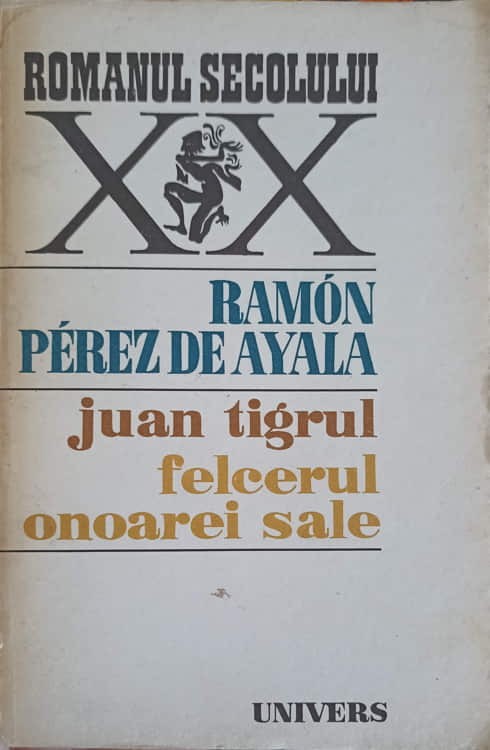 ROMANUL SECOLULUI
XX
RAMÓN
PÉREZ DE AYALA
juan tigrul
felcerul
onoarei sale
UNIVERS